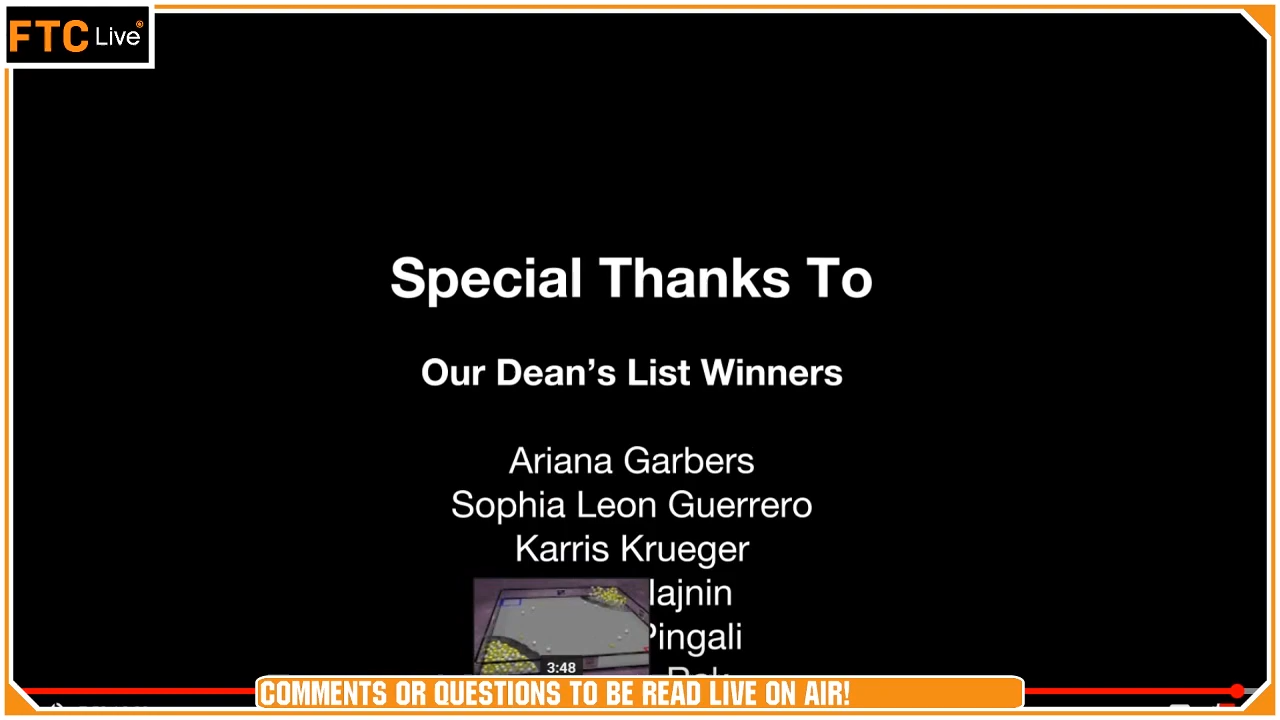 FTC Live
Special Thanks To
Our Dean's List Winners
Ariana Garbers
Sophia Leon Guerrero
Karris Krueger
Pingali
3:48
COMMENTS OR QUESTIONS TO BE READ LIVE ON AIR!